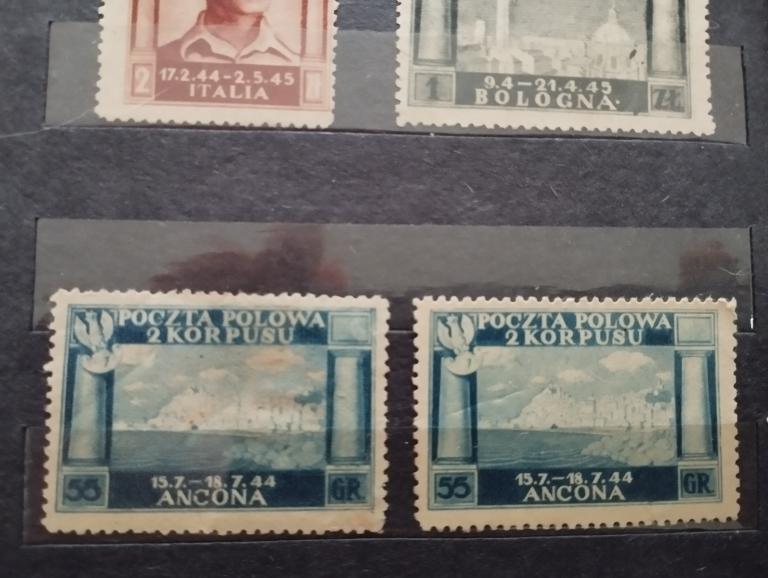 2 17.2.44-2.5.45
ITALIA
1 9.4-21.4.45 ZŁ
BOLOGNA.
POCZTA POLOWA
2 KORPUSU
55 15.7.-18.7.44 GR.
ANCONA
POCZTA POLOWA
2 KORPUSU
55 15.7.-18.7.44 GR.
ANCONA